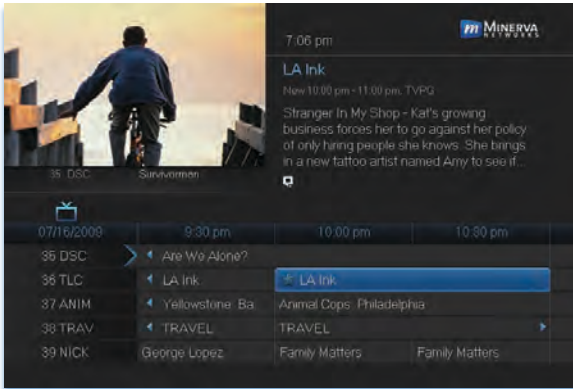 7:06 pm
m MINERVA
NETWORKS
LA Ink
New 10:00 pm - 11:00 pm, TVPG
Stranger In My Shop - Kat's growing
business forces her to go against her policy
of only hiring people she knows. She brings
in a new tattoo artist named Amy to see if...
35 DSC Survivorman
07/16/2009 9:30 pm 10:00 pm 10:30 pm
35 DSC Are We Alone?
36 TLC LA Ink LA Ink
37 ANIM Yellowstone: Ba Animal Cops: Philadelphia
38 TRAV TRAVEL TRAVEL
39 NICK George Lopez Family Matters Family Matters